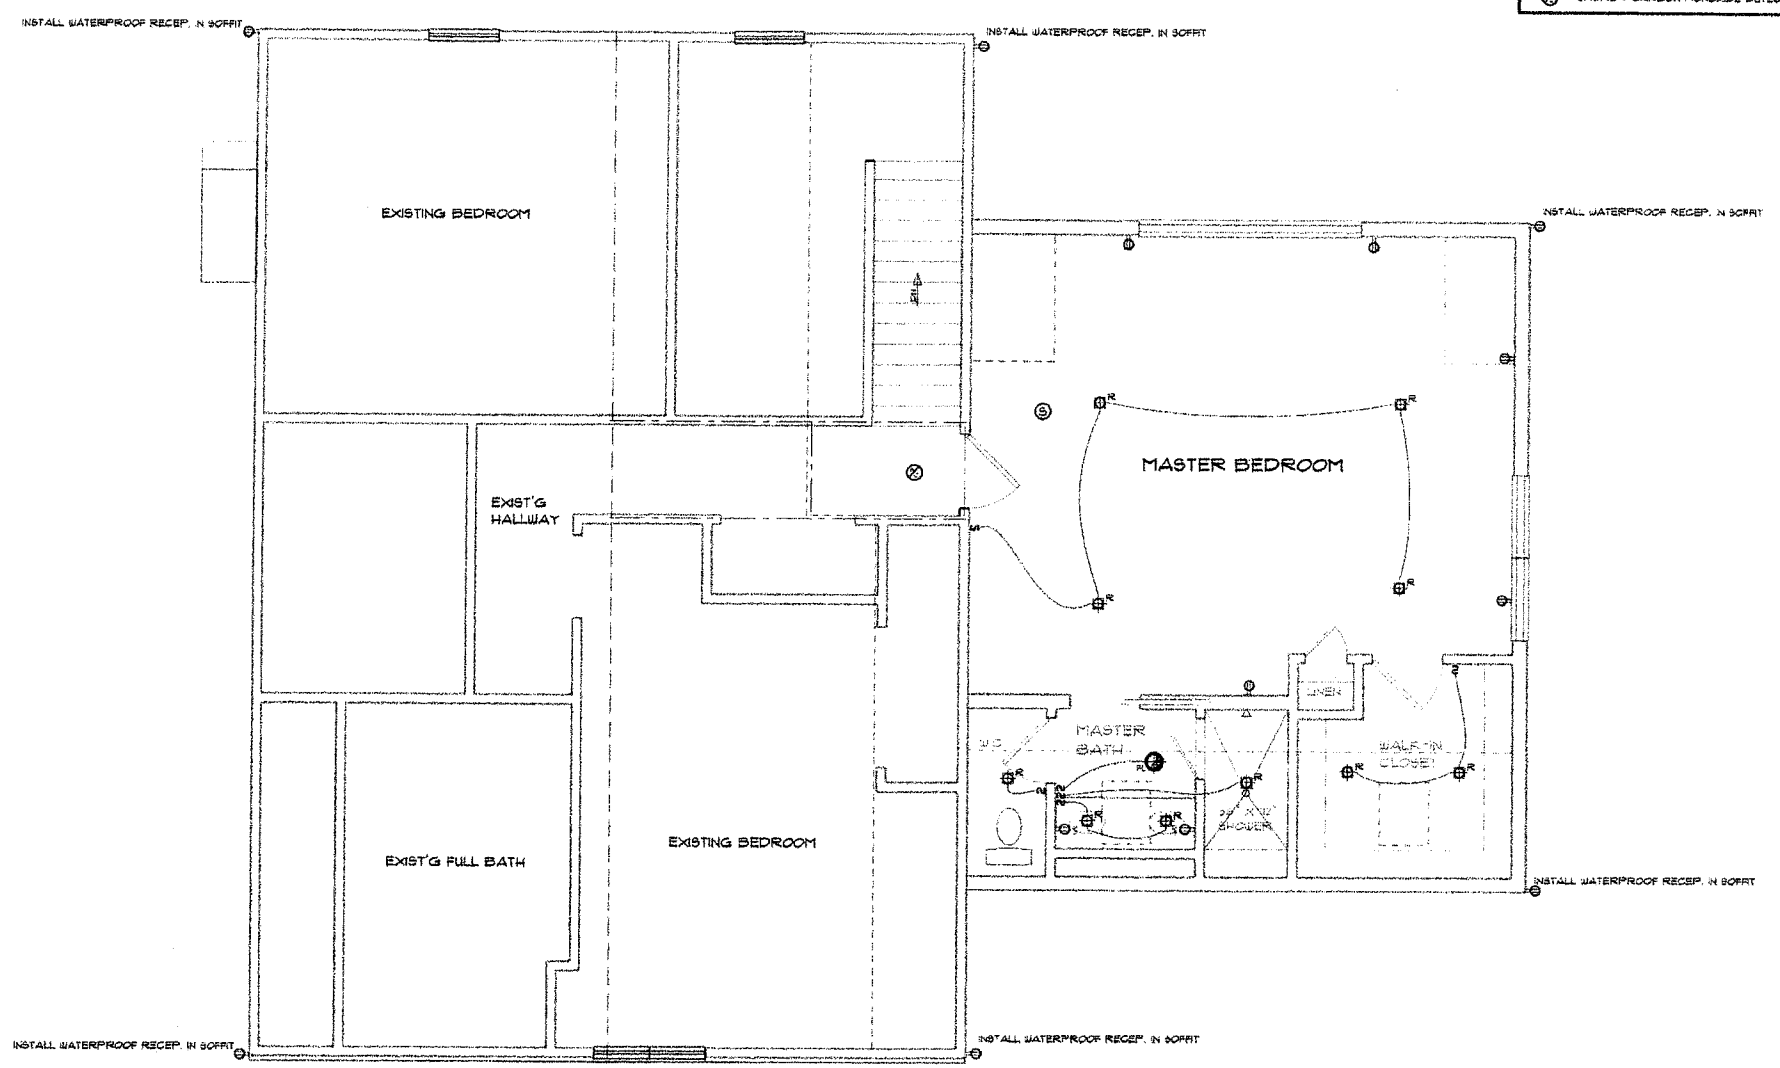 INSTALL WATERPROOF RECEP. IN SOFFIT
INSTALL WATERPROOF RECEP. IN SOFFIT
INSTALL WATERPROOF RECEP. IN SOFFIT
EXISTING BEDROOM
DN
R
R
S
MASTER BEDROOM
EXIST'G
HALLWAY
R
R
LINEN
MASTER
BATH
W.C.
WALK-IN
CLOSET
R
R
R
R
SHOWER
EXISTING BEDROOM
EXIST'G FULL BATH
INSTALL WATERPROOF RECEP. IN SOFFIT
INSTALL WATERPROOF RECEP. IN SOFFIT
INSTALL WATERPROOF RECEP. IN SOFFIT